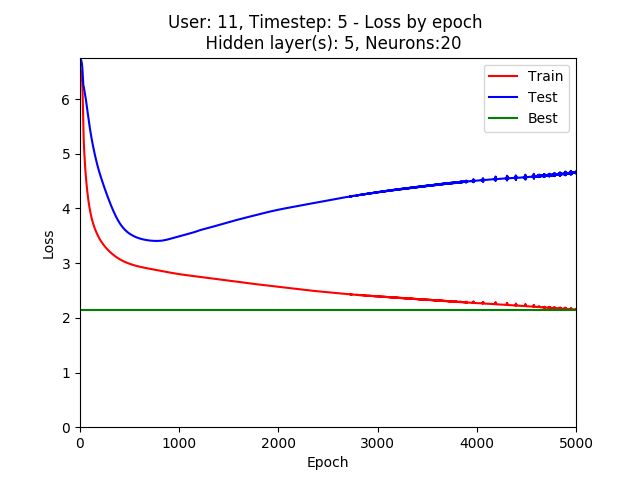 User: 11, Timestep: 5 - Loss by epoch
Hidden layer(s): 5, Neurons:20
Train
Test
Best
Loss
6
5
4
3
2
1
0
0 1000 2000 3000 4000 5000
Epoch